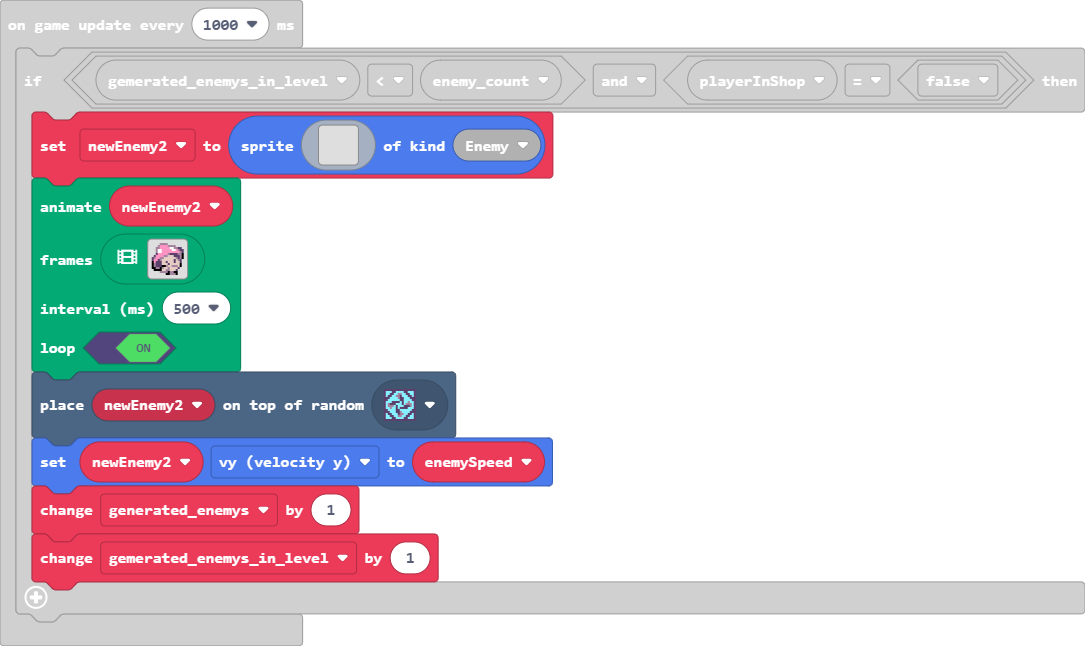 on game update every 1000 ms
if gemerated_enemys_in_level < enemy_count and playerInShop = false then
set newEnemy2 to sprite of kind Enemy
animate newEnemy2
frames
interval (ms) 500
loop ON
place newEnemy2 on top of random
set newEnemy2 vy (velocity y) to enemySpeed
change generated_enemys by 1
change gemerated_enemys_in_level by 1